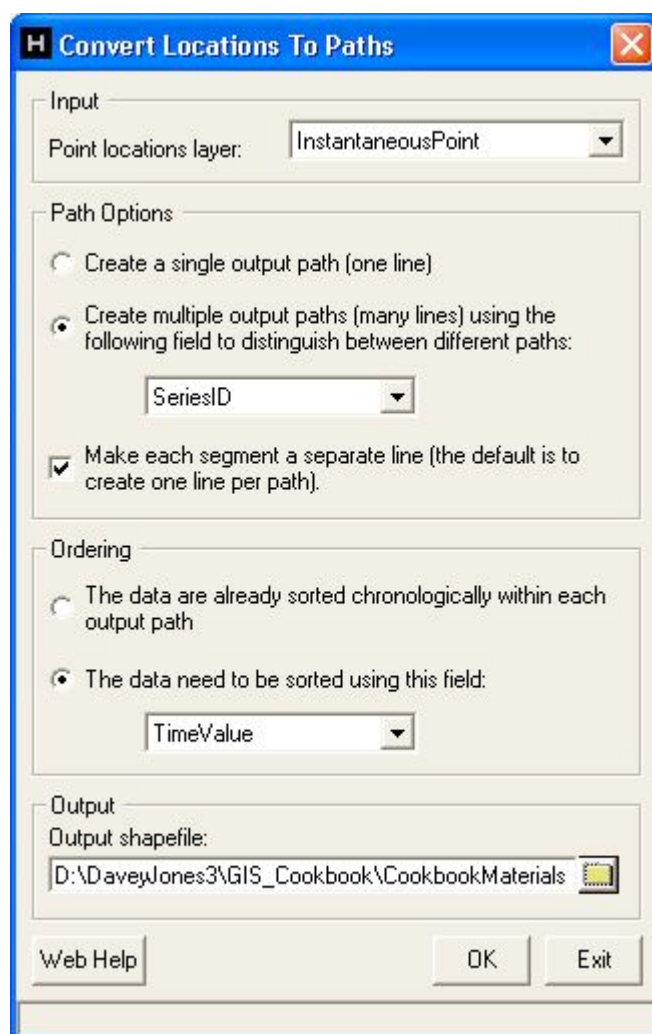 H Convert Locations To Paths
Input
Point locations layer: InstantaneousPoint
Path Options
Create a single output path (one line)
Create multiple output paths (many lines) using the
following field to distinguish between different paths:
SeriesID
Make each segment a separate line (the default is to
create one line per path).
Ordering
The data are already sorted chronologically within each
output path
The data need to be sorted using this field:
TimeValue
Output
Output shapefile:
D:\DaveyJones3\GIS_Cookbook\CookbookMaterials
Web Help OK Exit